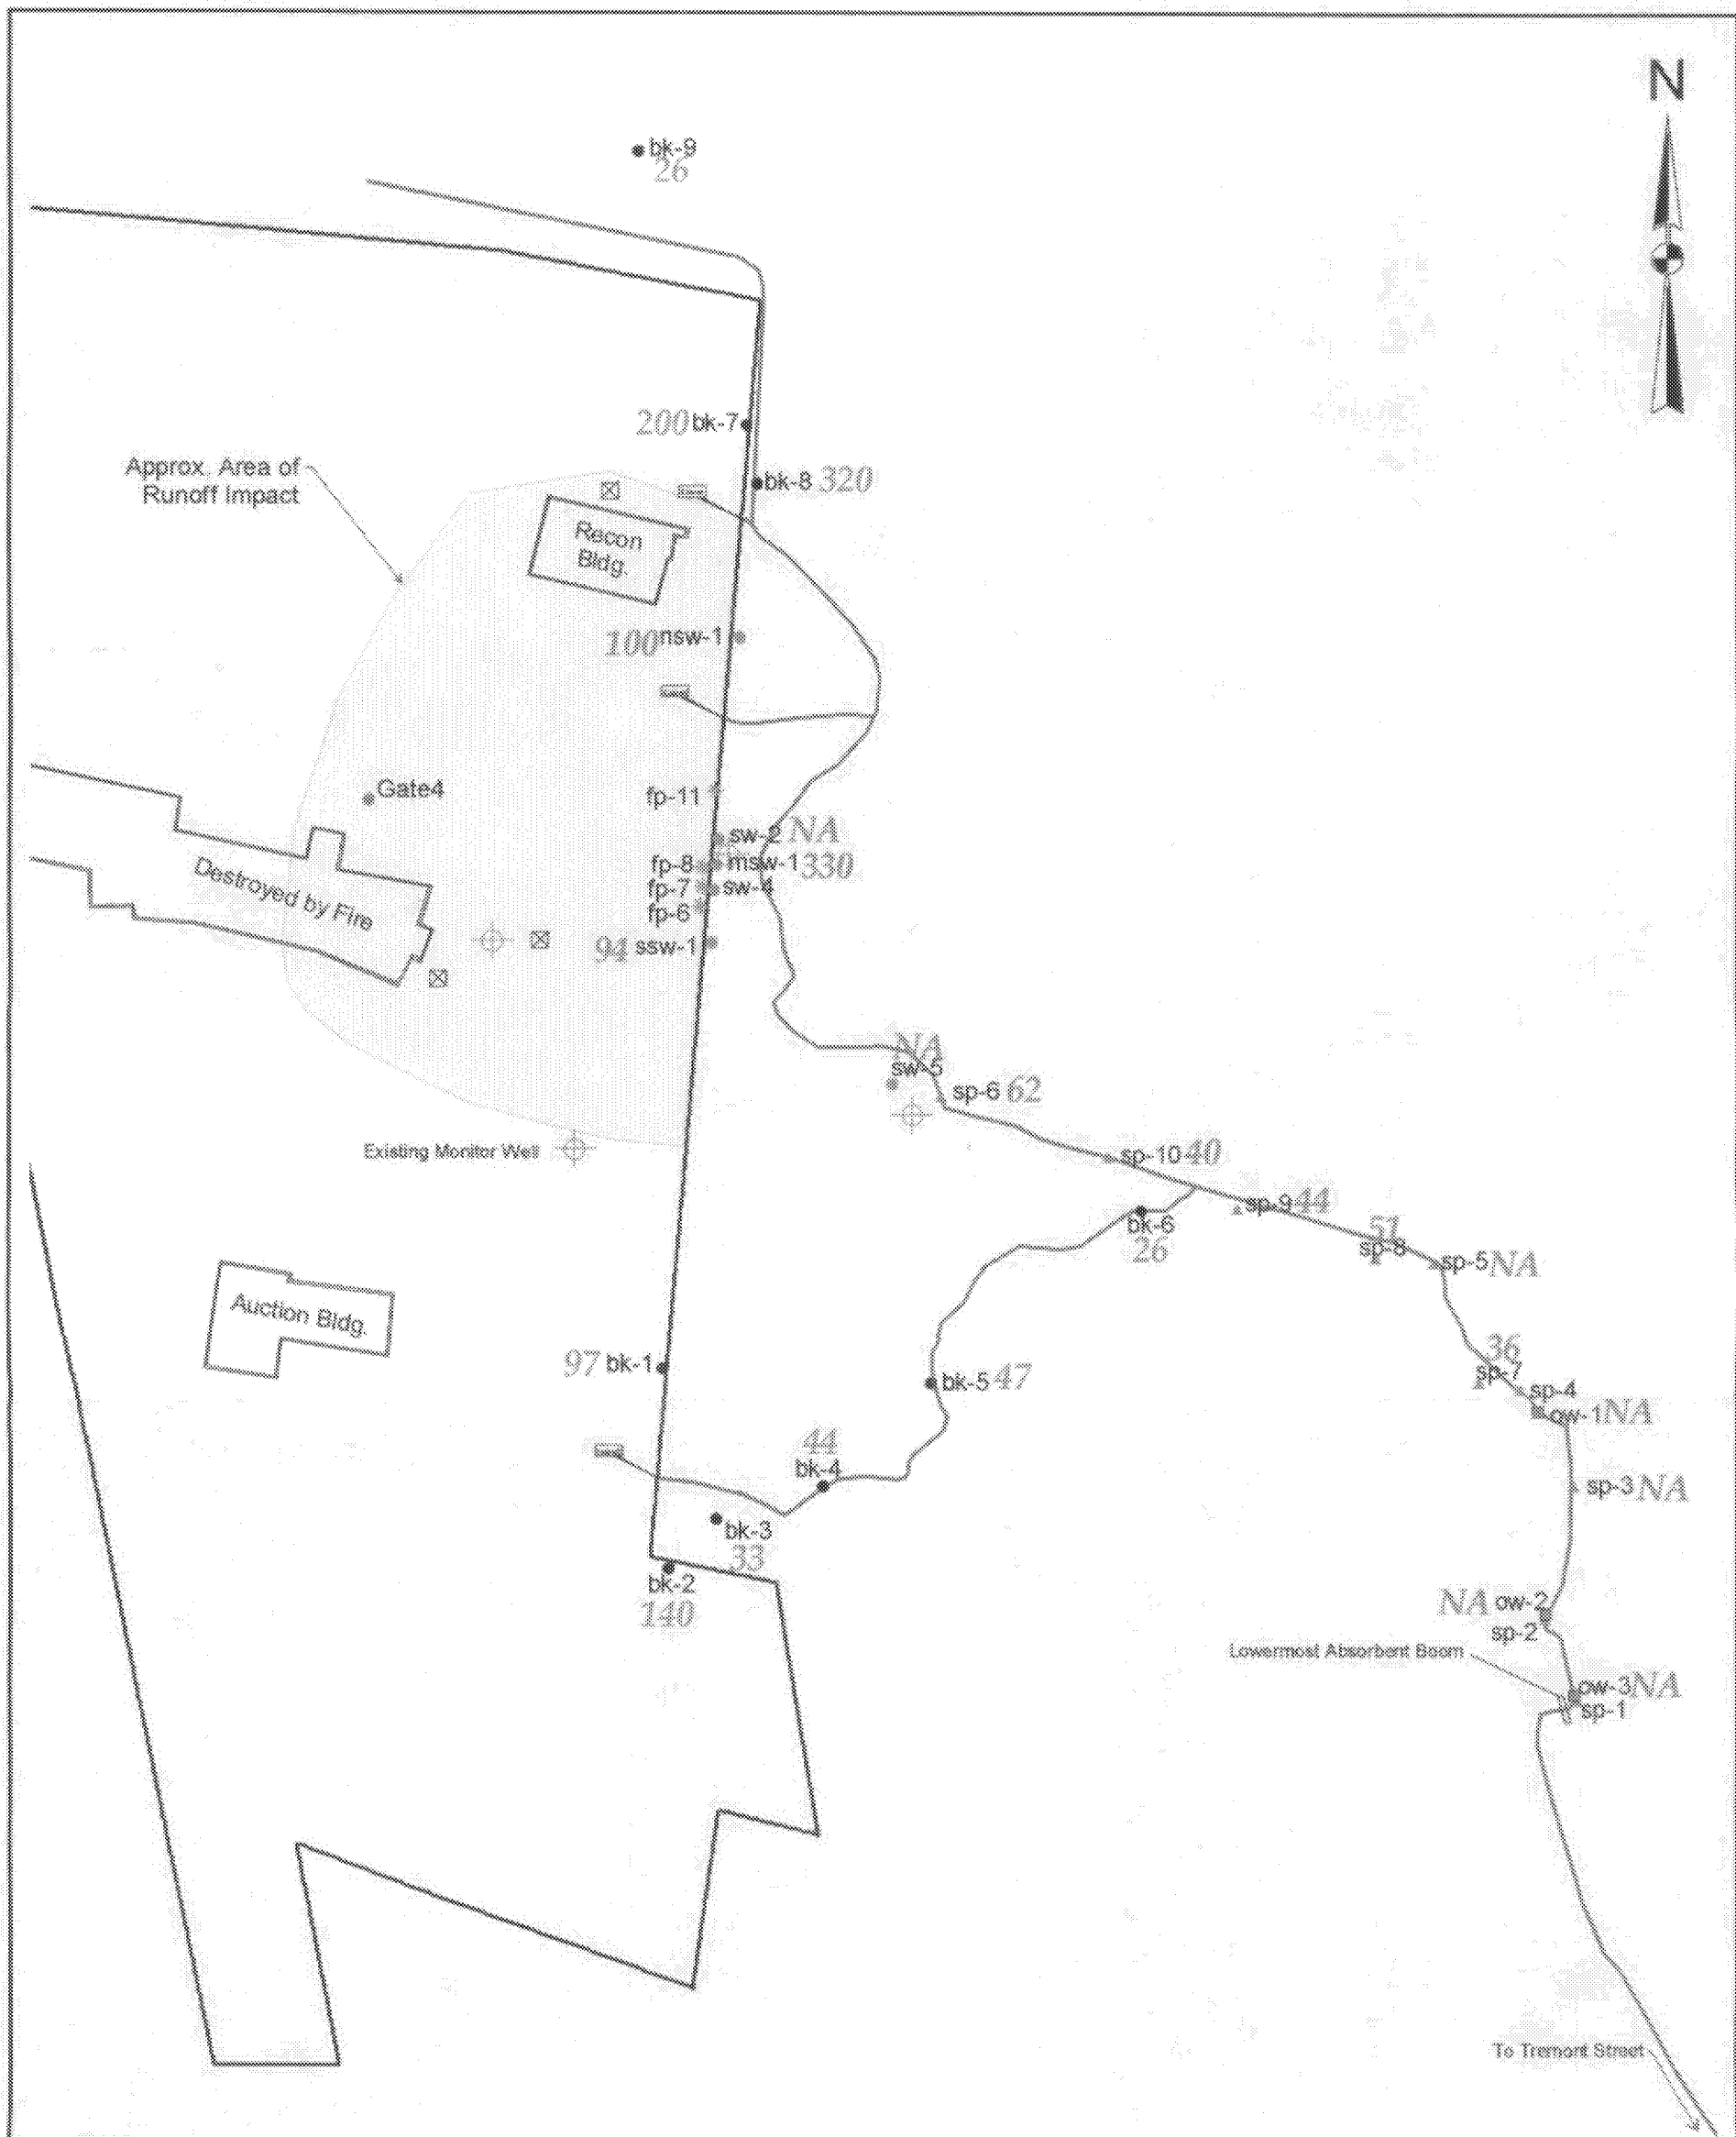 N
bk-9
26
200 bk-7
Approx. Area of
Runoff Impact
bk-8 320
Recon
Bldg.
100 nsw-1
Gate4
fp-11
sw-2 NA
fp-8 msw-1 330
fp-7 sw-4
fp-6
Destroyed by Fire
94 ssw-1
NA
sw-5
sp-6 62
Existing Monitor Well
sp-10 40
sp-9 44
bk-6
26
51
sp-8
sp-5 NA
Auction Bldg.
97 bk-1
bk-5 47
36
sp-7
sp-4
ow-1 NA
44
bk-4
sp-3 NA
bk-3
33
bk-2
140
NA ow-2
sp-2
Lowermost Absorbent Boom
ow-3 NA
sp-1
To Tremont Street